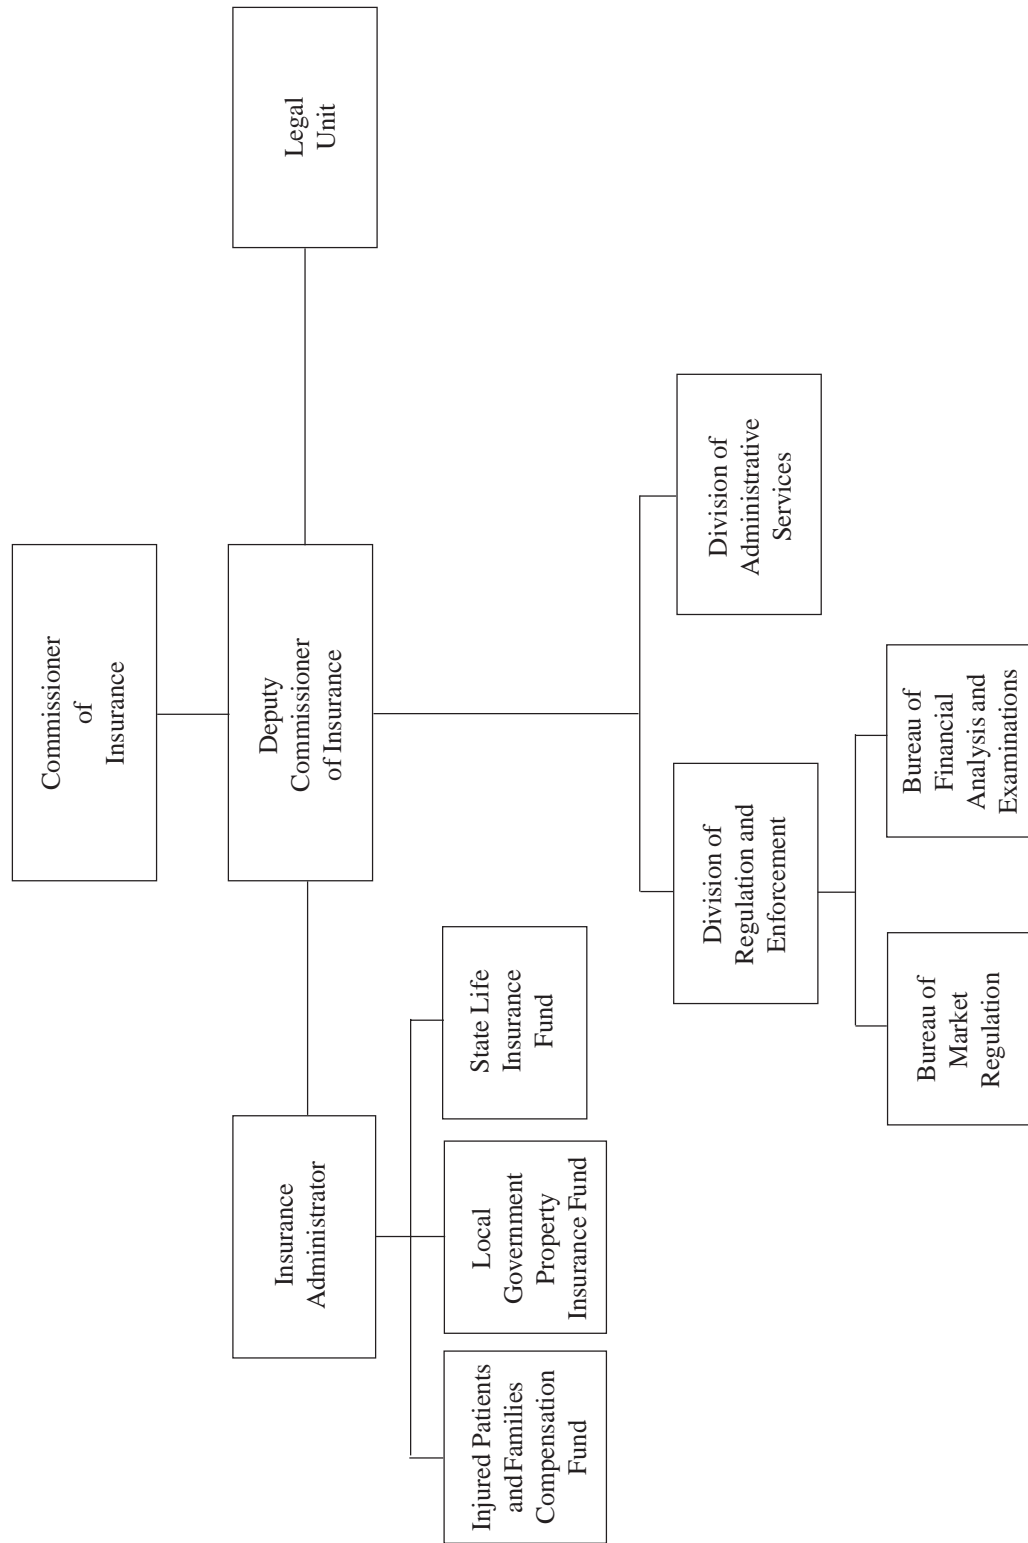 Commissioner
of
Insurance
Insurance
Administrator
Deputy
Commissioner
of Insurance
Legal
Unit
Injured Patients
and Families
Compensation
Fund
Local
Government
Property
Insurance Fund
State Life
Insurance
Fund
Division of
Regulation and
Enforcement
Division of
Administrative
Services
Bureau of
Market
Regulation
Bureau of
Financial
Analysis and
Examinations